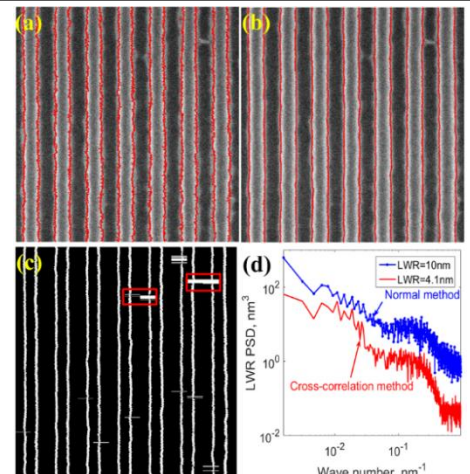 (a)
(b)
(c)
(d)
LWR=10nm
LWR=4.1nm
Normal method
Cross-correlation method
LWR PSD, nm³
10²
10⁰
10⁻²
10⁻² 10⁻¹
Wave number, nm⁻¹